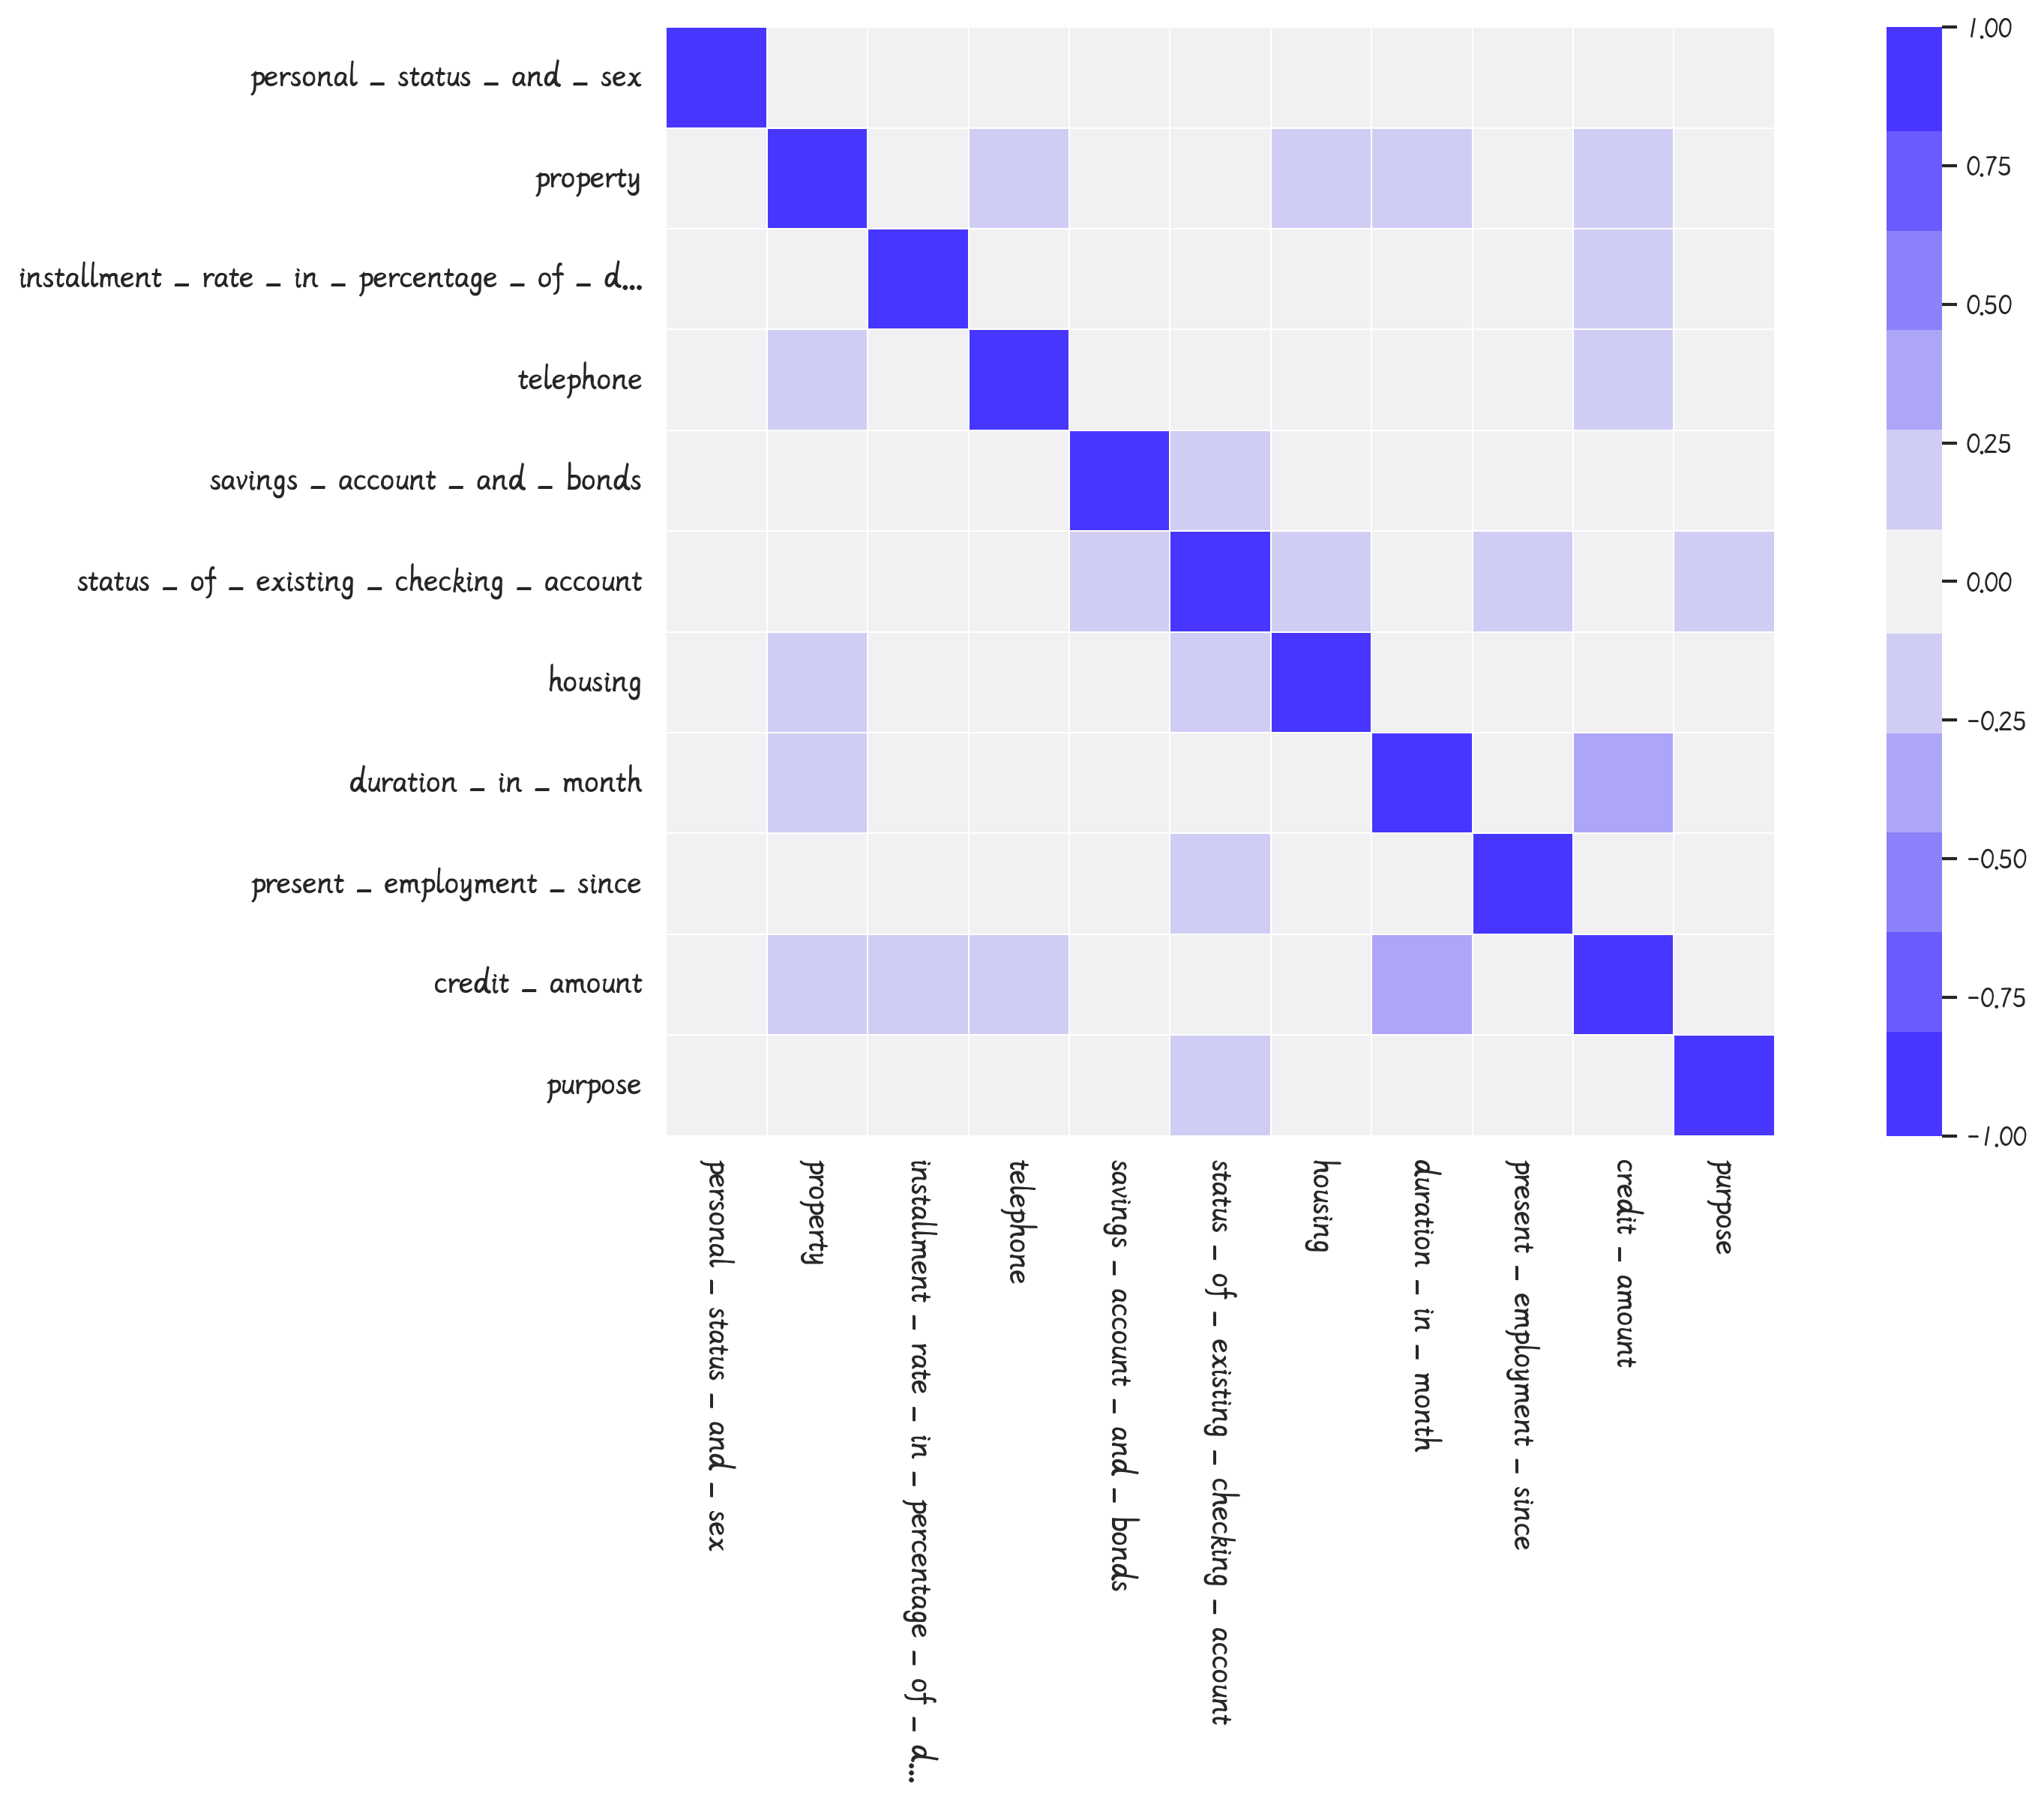 personal _ status _ and _ sex
property
installment _ rate _ in _ percentage _ of _ d...
telephone
savings _ account _ and _ bonds
status _ of _ existing _ checking _ account
housing
duration _ in _ month
present _ employment _ since
credit _ amount
purpose
personal _ status _ and _ sex
property
installment _ rate _ in _ percentage _ of _ d...
telephone
savings _ account _ and _ bonds
status _ of _ existing _ checking _ account
housing
duration _ in _ month
present _ employment _ since
credit _ amount
purpose
1.00
0.75
0.50
0.25
0.00
-0.25
-0.50
-0.75
-1.00